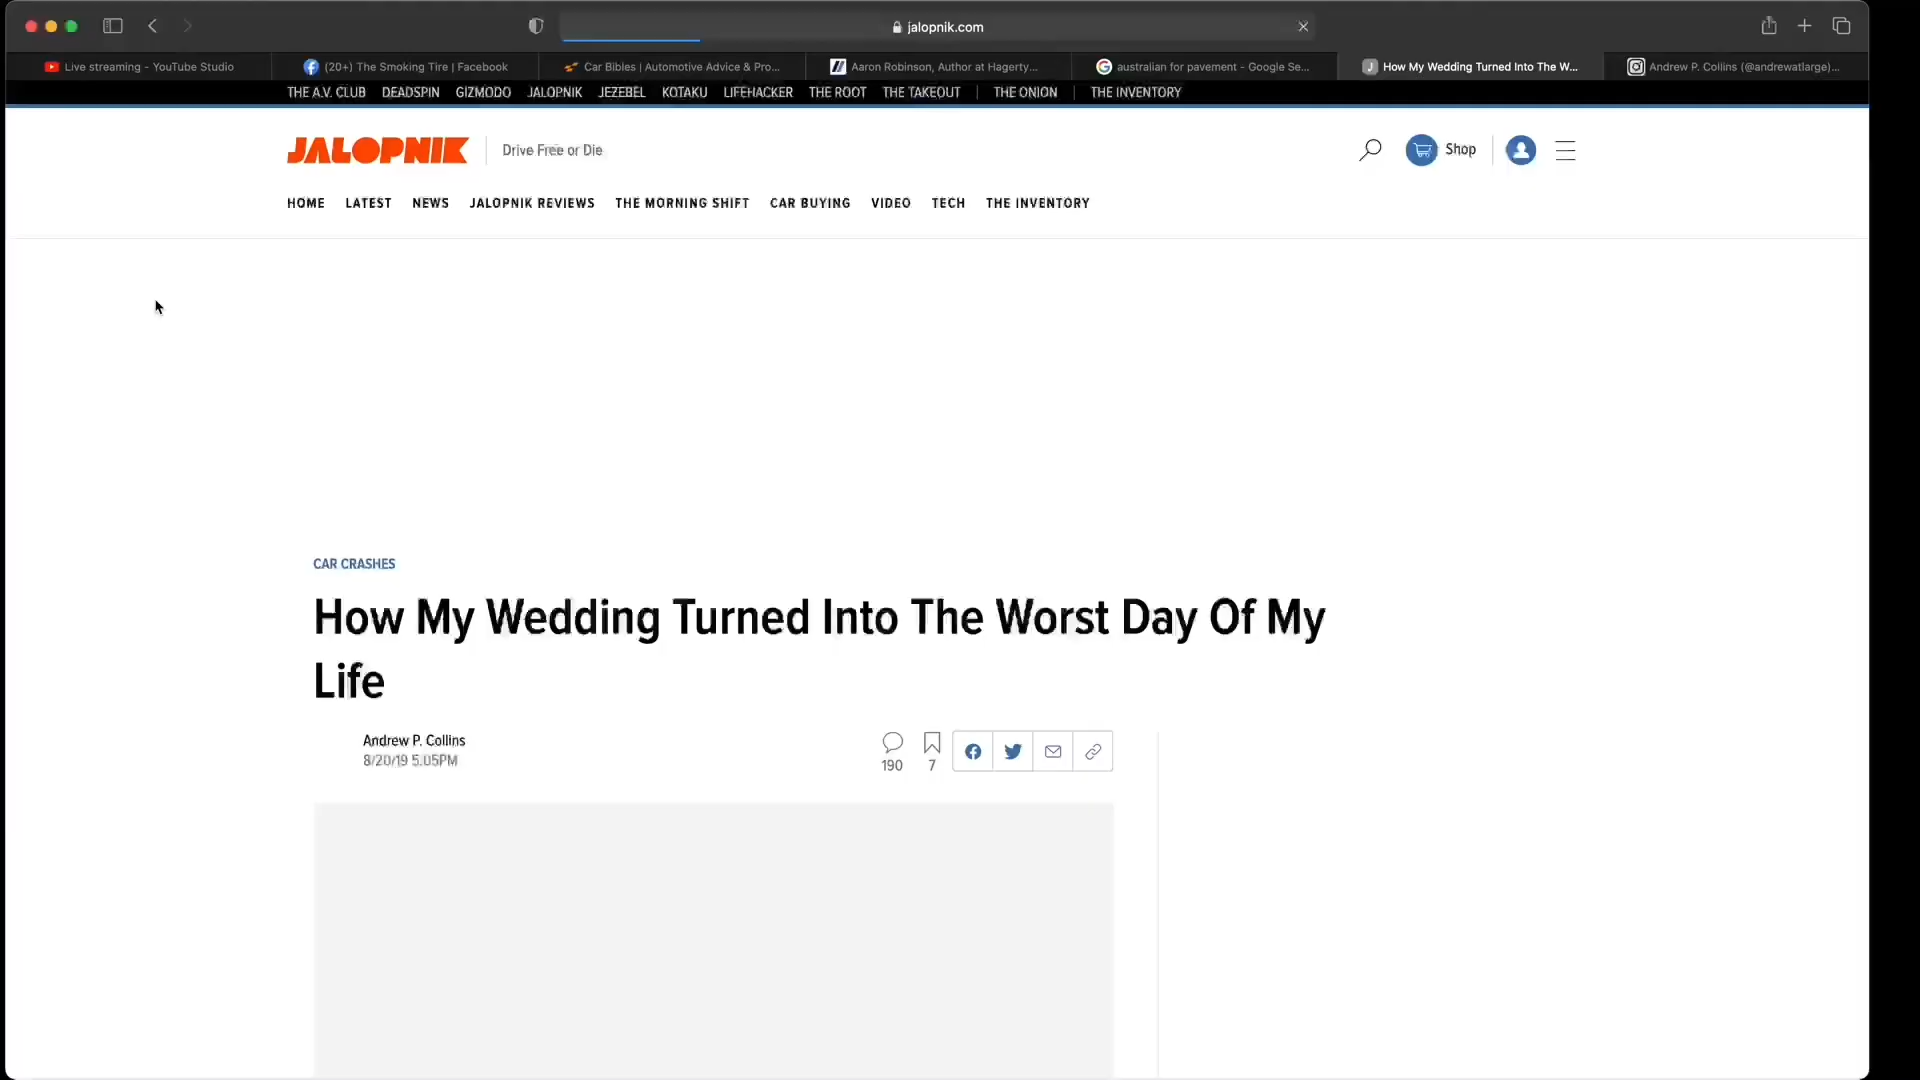 jalopnik.com
Live streaming - YouTube Studio
(20+) The Smoking Tire | Facebook
Car Bibles | Automotive Advice & Pro...
Aaron Robinson, Author at Hagerty...
australian for pavement - Google Se...
How My Wedding Turned Into The W...
Andrew P. Collins (@andrewatlarge)...
THE A.V. CLUB DEADSPIN GIZMODO JALOPNIK JEZEBEL KOTAKU LIFEHACKER THE ROOT THE TAKEOUT | THE ONION | THE INVENTORY
JALOPNIK Drive Free or Die Shop
HOME LATEST NEWS JALOPNIK REVIEWS THE MORNING SHIFT CAR BUYING VIDEO TECH THE INVENTORY
CAR CRASHES
How My Wedding Turned Into The Worst Day Of My
Life
Andrew P. Collins
8/20/19 5:05PM
190 7